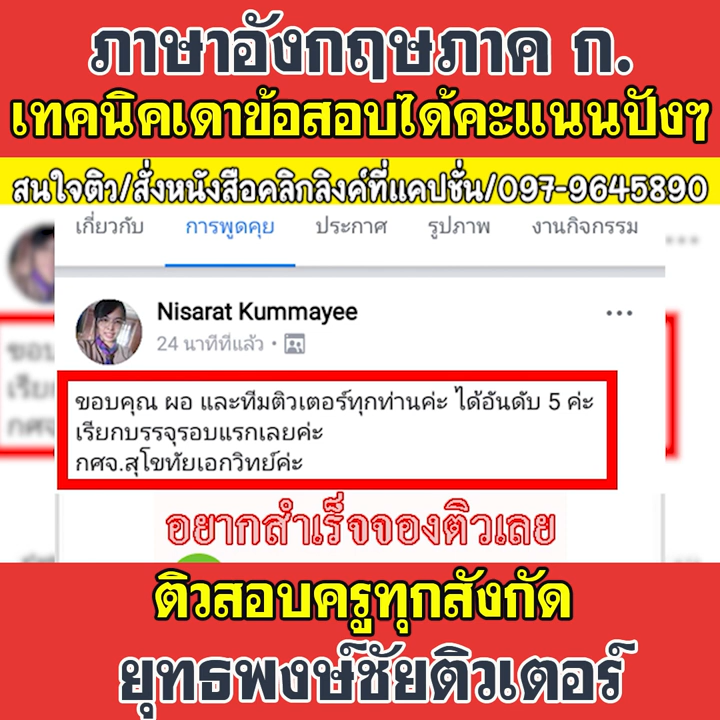 ภาษาอังกฤษภาค ก.
เทคนิคเดาข้อสอบได้คะแนนปังๆ
สนใจติว/สั่งหนังสือคลิกลิงค์ที่แคปชั่น/097-9645890
เกี่ยวกับ การพูดคุย ประกาศ รูปภาพ งานกิจกรรม
Nisarat Kummayee
24 นาทีที่แล้ว
ขอบคุณ ผอ และทีมติวเตอร์ทุกท่านค่ะ ได้อันดับ 5 ค่ะ
เรียกบรรจุรอบแรกเลยค่ะ
กศจ.สุโขทัยเอกวิทย์ค่ะ
อยากสำเร็จจองติวเลย
ติวสอบครูทุกสังกัด
ยุทธพงษ์ชัยติวเตอร์